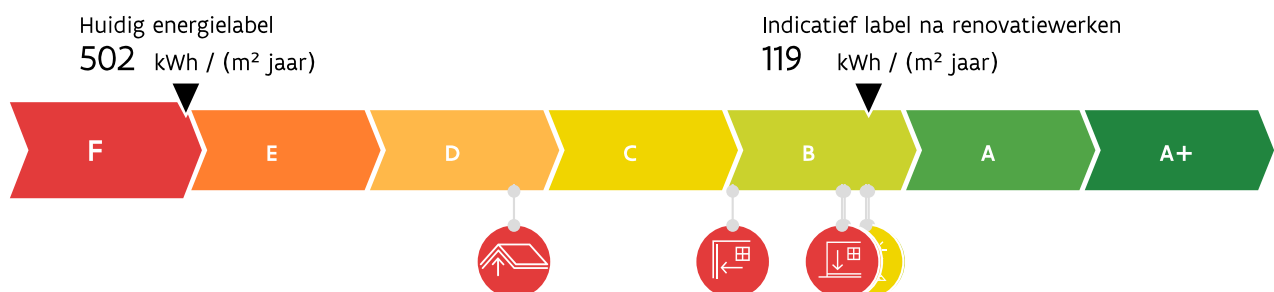 Huidig energielabel
502 kWh / (m² jaar)
Indicatief label na renovatiewerken
119 kWh / (m² jaar)
F E D C B A A+